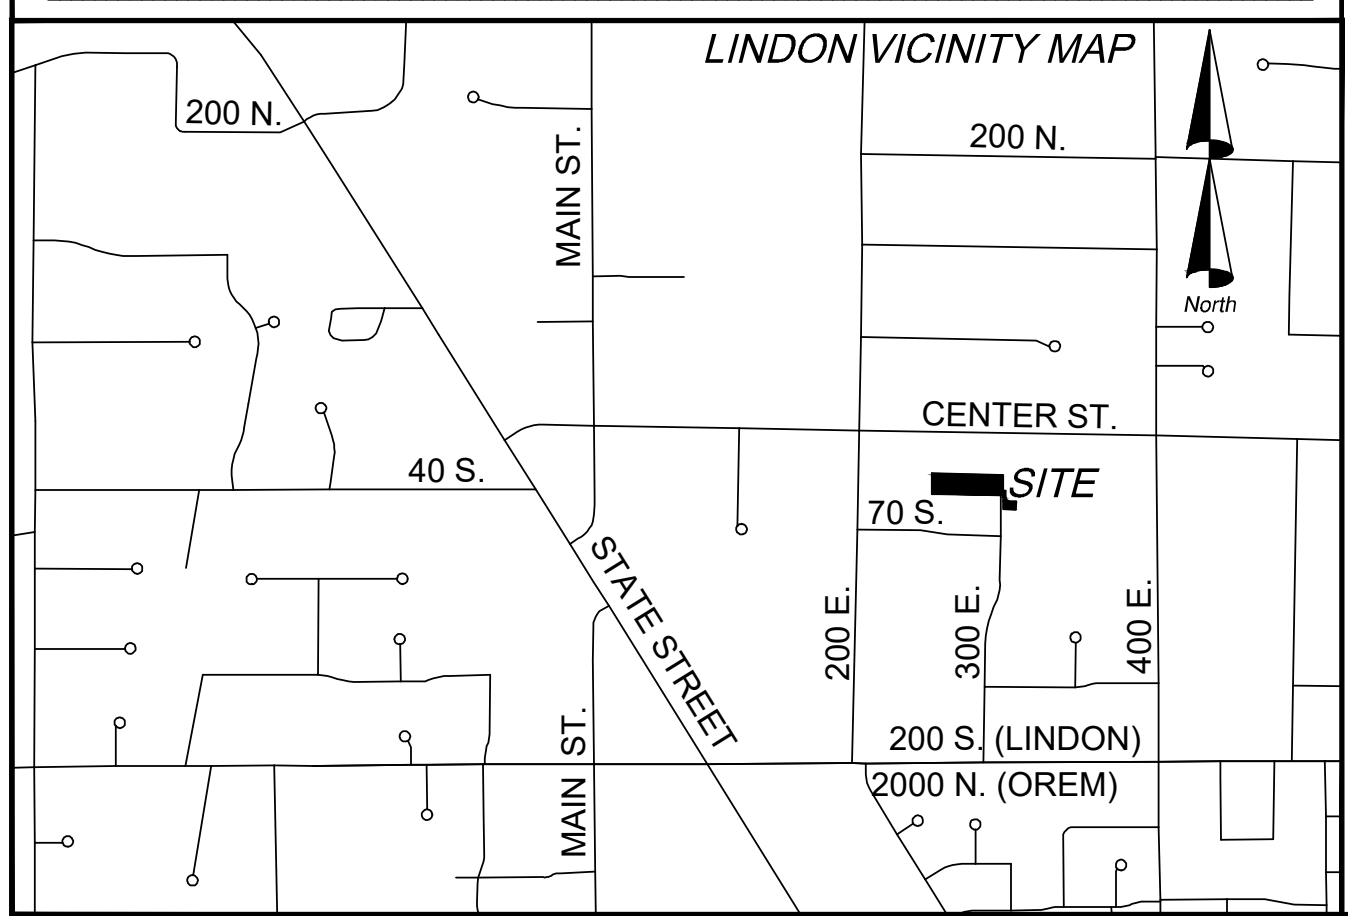 LINDON VICINITY MAP
200 N.
200 N.
MAIN ST.
North
CENTER ST.
40 S.
SITE
70 S.
STATE STREET
200 E.
300 E.
400 E.
MAIN ST.
200 S. (LINDON)
2000 N. (OREM)